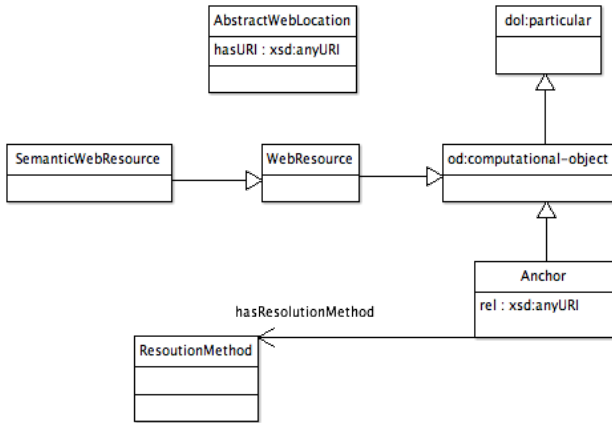 AbstractWebLocation
hasURI : xsd:anyURI
dol:particular
SemanticWebResource
WebResource
od:computational-object
Anchor
rel : xsd:anyURI
hasResolutionMethod
ResoutionMethod